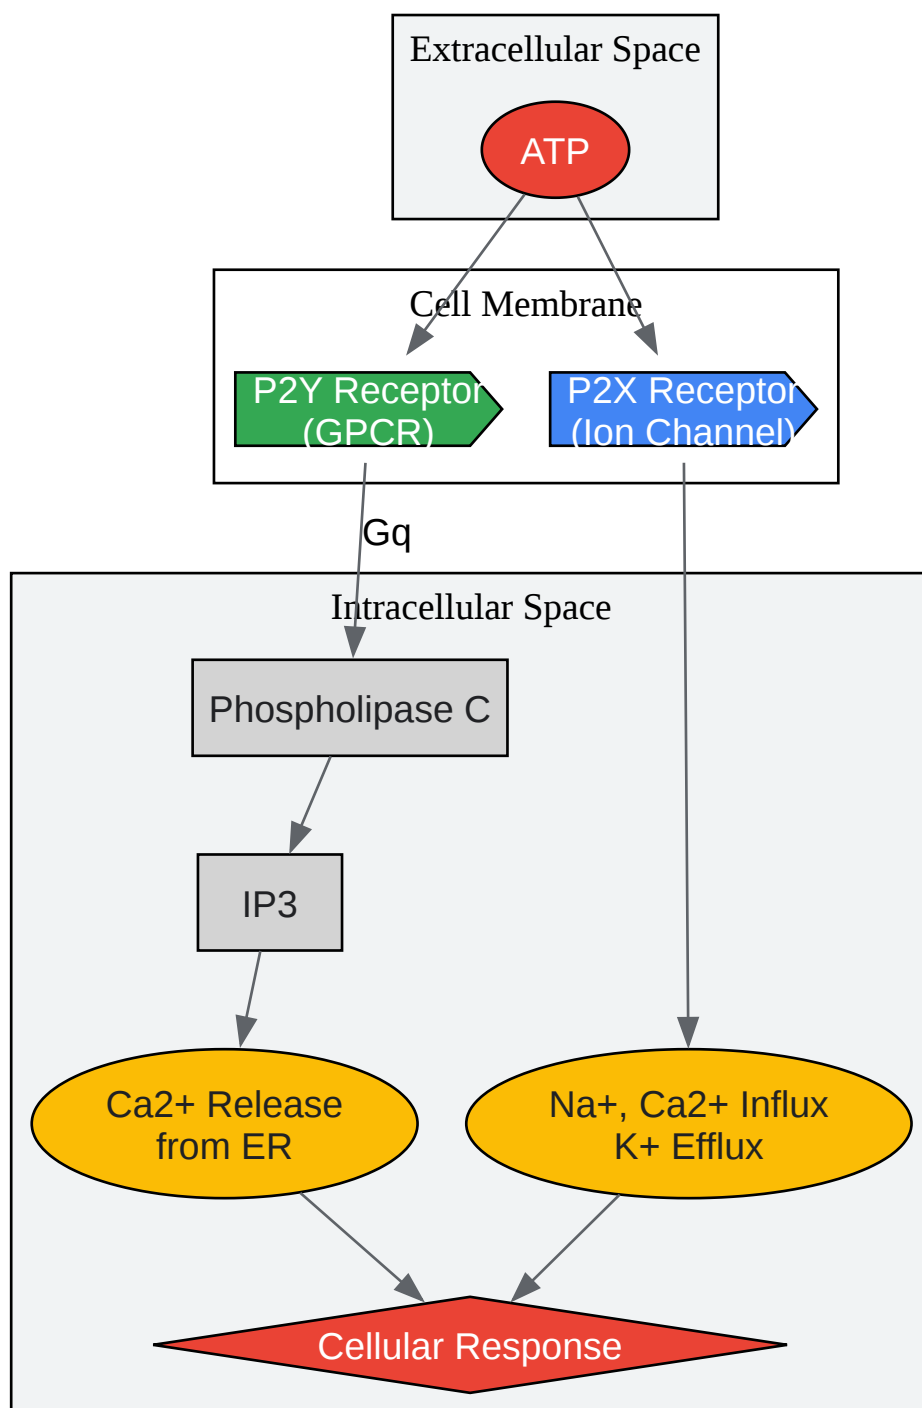 Extracellular Space
ATP
Cell Membrane
P2Y Receptor
(GPCR)
P2X Receptor
(Ion Channel)
Gq
Intracellular Space
Phospholipase C
IP3
Ca2+ Release
from ER
Na+, Ca2+ Influx
K+ Efflux
Cellular Response